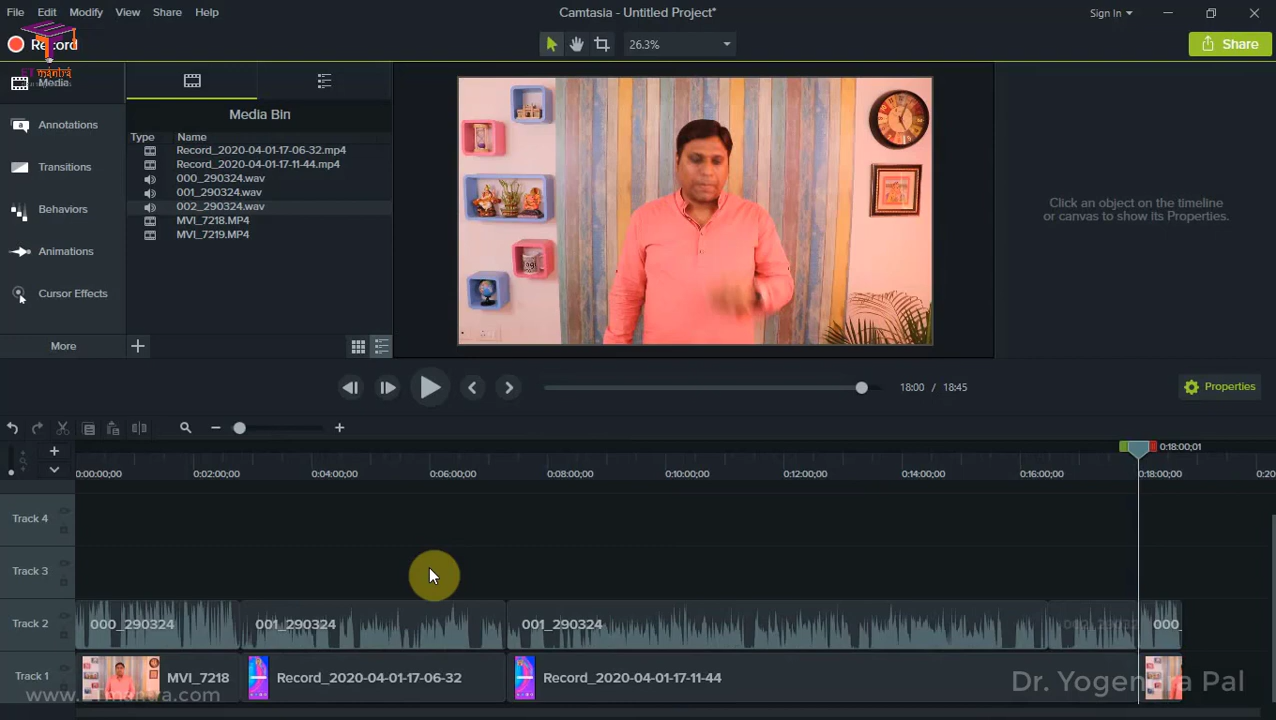 File Edit Modify View Share Help
Camtasia - Untitled Project*
Sign In
Record
ET mantra
26.3%
Share
Media
Annotations
Transitions
Behaviors
Animations
Cursor Effects
More
Media Bin
Type Name
Record_2020-04-01-17-06-32.mp4
Record_2020-04-01-17-11-44.mp4
000_290324.wav
001_290324.wav
002_290324.wav
MVI_7218.MP4
MVI_7219.MP4
Click an object on the timeline
or canvas to show its Properties.
18:00 / 18:45
Properties
0:18:00;01
0:00:00;00 0:02:00;00 0:04:00;00 0:06:00;00 0:08:00;00 0:10:00;00 0:12:00;00 0:14:00;00 0:16:00;00 0:18:00;00 0:20
Track 4
Track 3
Track 2
000_290324 001_290324 001_290324 000_
Track 1
MVI_7218 Record_2020-04-01-17-06-32 Record_2020-04-01-17-11-44
Dr. Yogendra Pal
www.ETmantra.com